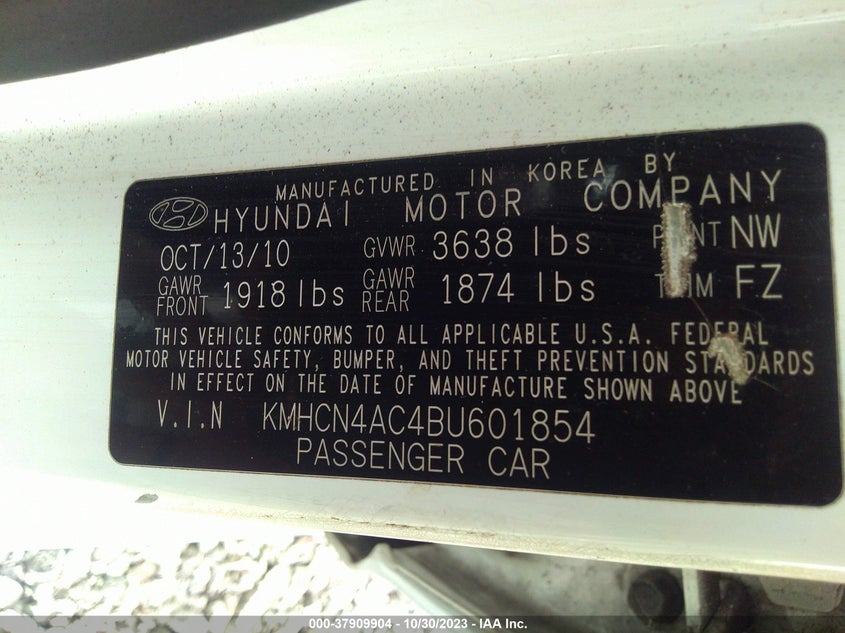 MANUFACTURED IN KOREA BY
HYUNDAI MOTOR COMPANY
OCT/13/10 GVWR 3638 lbs NW
GAWR FRONT 1918 lbs GAWR REAR 1874 lbs FZ
THIS VEHICLE CONFORMS TO ALL APPLICABLE U.S.A. FEDERAL
MOTOR VEHICLE SAFETY, BUMPER, AND THEFT PREVENTION STANDARDS
IN EFFECT ON THE DATE OF MANUFACTURE SHOWN ABOVE
V.I.N KMHCN4AC4BU601854
PASSENGER CAR
000-37909904 - 10/30/2023 - IAA Inc.